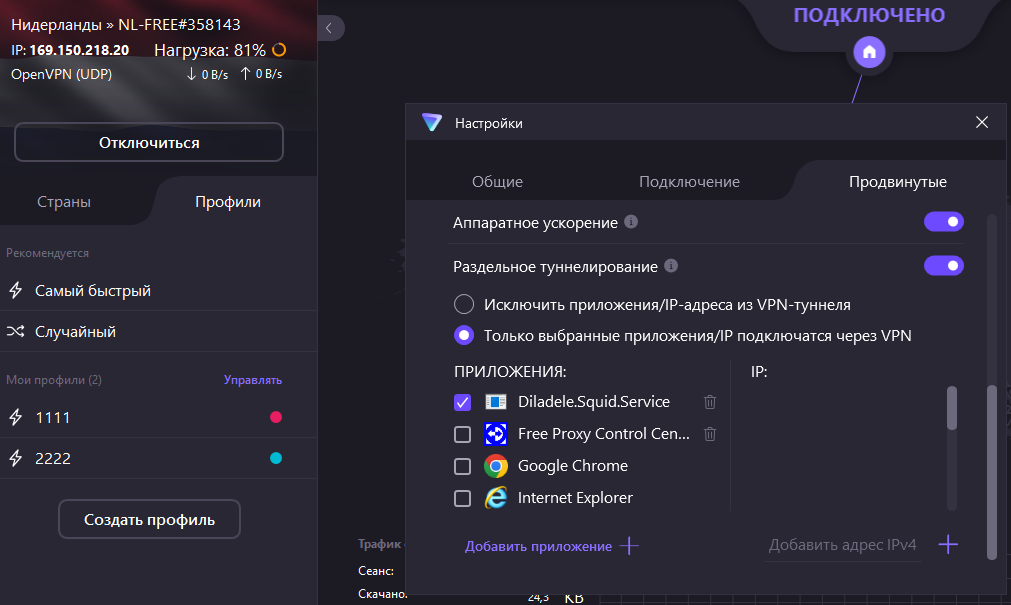 Нидерланды » NL-FREE#358143
IP: 169.150.218.20 Нагрузка: 81%
OpenVPN (UDP) ↓ 0 B/s ↑ 0 B/s
Отключиться
Страны Профили
Рекомендуется
Самый быстрый
Случайный
Мои профили (2) Управлять
1111
2222
Создать профиль
ПОДКЛЮЧЕНО
Настройки
Общие Подключение Продвинутые
Аппаратное ускорение
Раздельное туннелирование
Исключить приложения/IP-адреса из VPN-туннеля
Только выбранные приложения/IP подключатся через VPN
ПРИЛОЖЕНИЯ: IP:
Diladele.Squid.Service
Free Proxy Control Cen...
Google Chrome
Internet Explorer
Добавить приложение Добавить адрес IPv4
Трафик
Сеанс:
Скачано:
24,3 KB